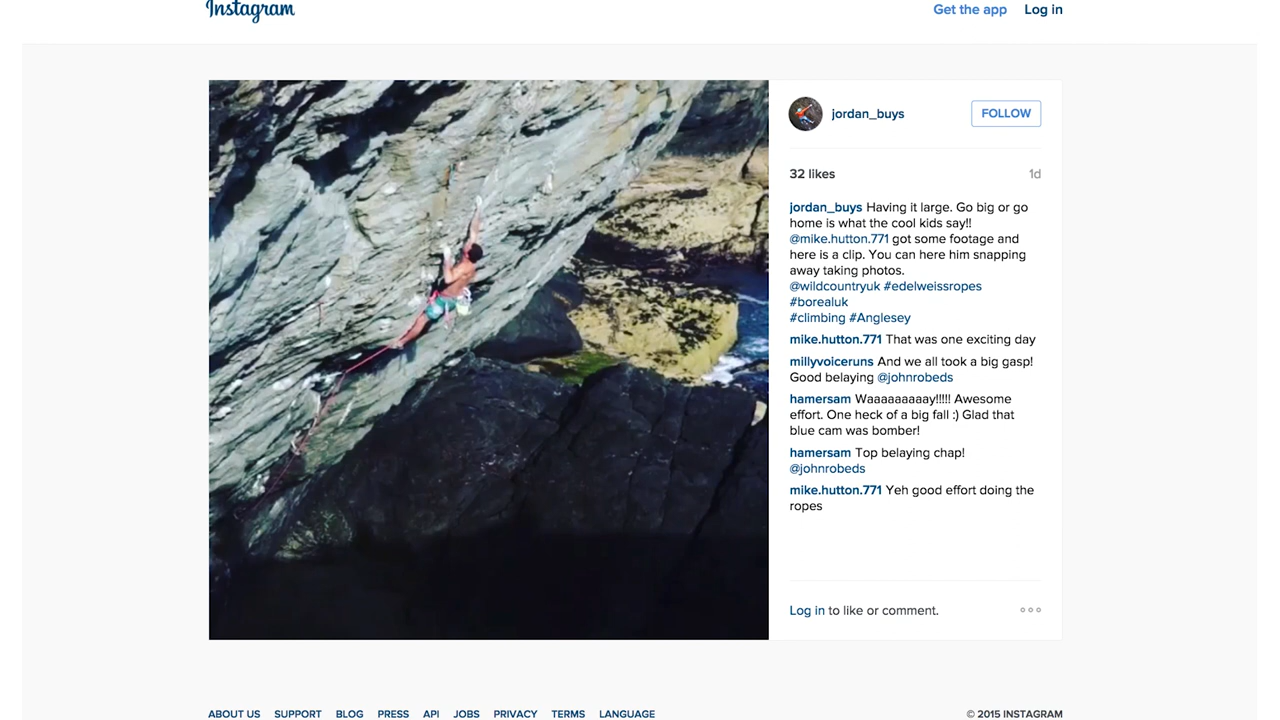 Instagram
Get the app Log in
jordan_buys
FOLLOW
32 likes
1d
jordan_buys Having it large. Go big or go
home is what the cool kids say!!
@mike.hutton.771 got some footage and
here is a clip. You can here him snapping
away taking photos.
@wildcountryuk #edelweissropes
#borealuk
#climbing #Anglesey
mike.hutton.771 That was one exciting day
millyvoiceruns And we all took a big gasp!
Good belaying @johnrobeds
hamersam Waaaaaaaaay!!!!! Awesome
effort. One heck of a big fall :) Glad that
blue cam was bomber!
hamersam Top belaying chap!
@johnrobeds
mike.hutton.771 Yeh good effort doing the
ropes
Log in to like or comment.
ABOUT US SUPPORT BLOG PRESS API JOBS PRIVACY TERMS LANGUAGE
© 2015 INSTAGRAM